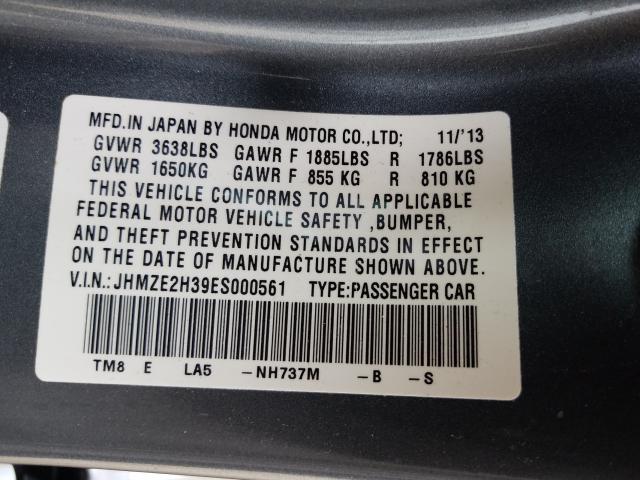 MFD.IN JAPAN BY HONDA MOTOR CO.,LTD; 11/'13
GVWR 3638LBS GAWR F 1885LBS R 1786LBS
GVWR 1650KG GAWR F 855 KG R 810 KG
THIS VEHICLE CONFORMS TO ALL APPLICABLE
FEDERAL MOTOR VEHICLE SAFETY ,BUMPER,
AND THEFT PREVENTION STANDARDS IN EFFECT
ON THE DATE OF MANUFACTURE SHOWN ABOVE.
V.I.N.:JHMZE2H39ES000561 TYPE:PASSENGER CAR
TM8 E LA5 -NH737M -B -S